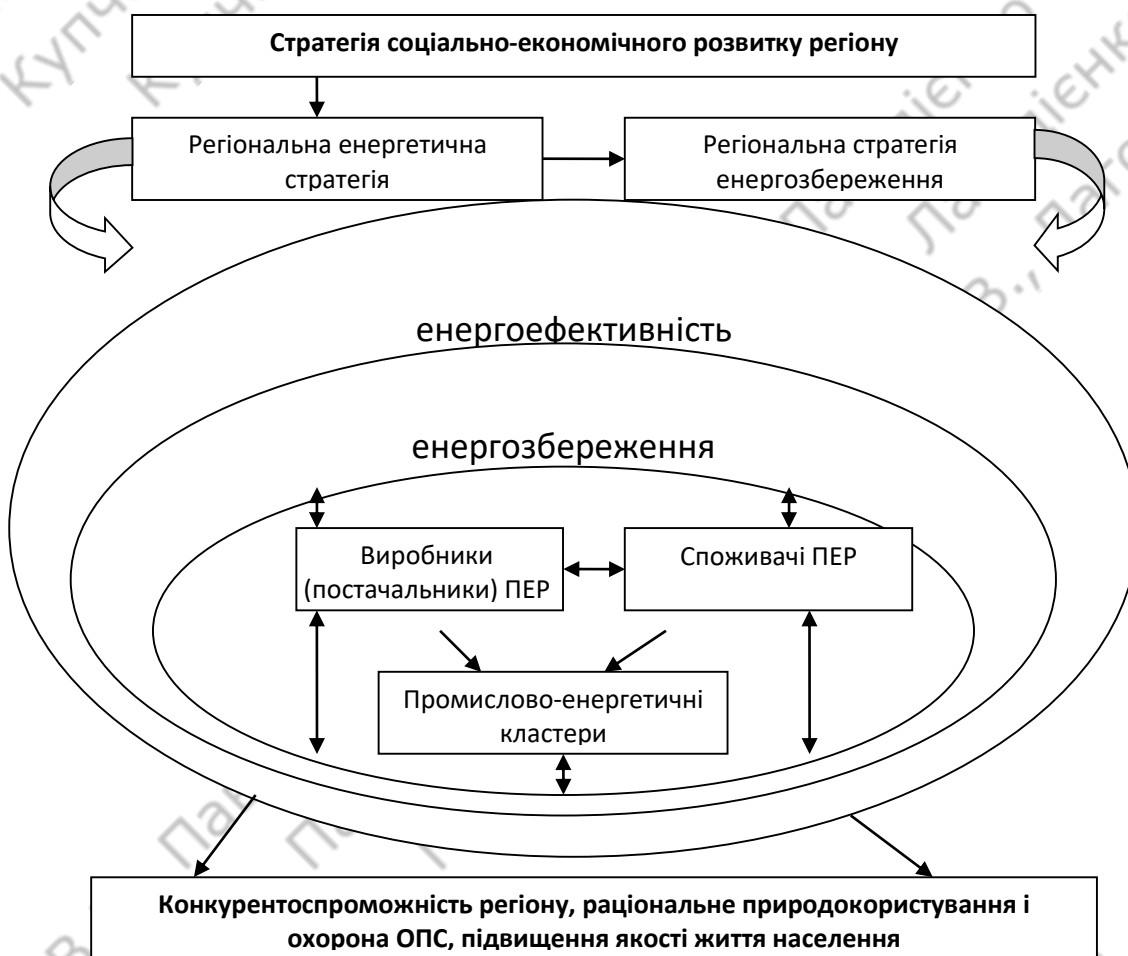 Стратегія соціально-економічного розвитку регіону
Регіональна енергетична
стратегія
Регіональна стратегія
енергозбереження
енергоефективність
енергозбереження
Виробники
(постачальники) ПЕР
Споживачі ПЕР
Промислово-енергетичні
кластери
Конкурентоспроможність регіону, раціональне природокористування і
охорона ОПС, підвищення якості життя населення